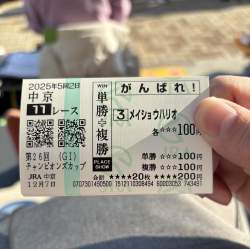 2025年5回2日
中京
11レース
第26回 (GⅠ)
チャンピオンズカップ
JRA 中京
12月7日
WIN
単勝+複勝
PLACE SHOW
がんばれ!
3 メイショウハリオ
各☆☆☆100円
単勝 ☆☆☆100円
複勝 ☆☆☆100円
合計 ★★★★20枚 ★★★★200円